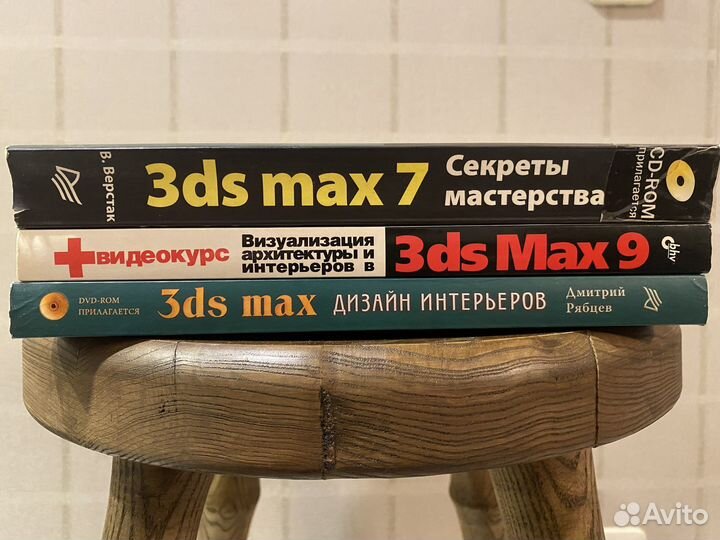 В. Верстак
3ds max 7
Секреты
мастерства
CD-ROM
прилагается
+видеокурс
Визуализация
архитектуры и
интерьеров в
3ds Max 9
bhv
DVD-ROM
ПРИЛАГАЕТСЯ
3ds max
ДИЗАЙН ИНТЕРЬЕРОВ
Дмитрий
Рябцев
Avito